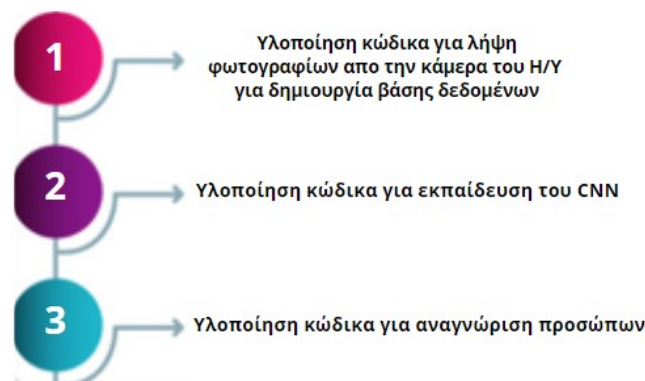 1
Υλοποίηση κώδικα για λήψη
φωτογραφίων απο την κάμερα του Η/Υ
για δημιουργία βάσης δεδομένων
2
Υλοποίηση κώδικα για εκπαίδευση του CNN
3
Υλοποίηση κώδικα για αναγνώριση προσώπων